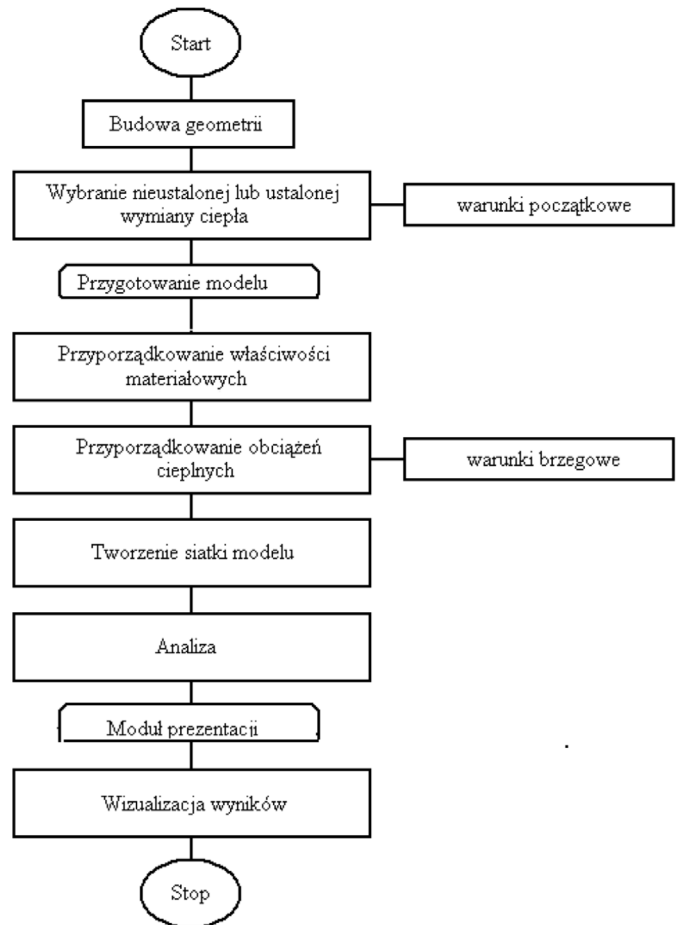 Start
Budowa geometrii
Wybranie nieustalonej lub ustalonej
wymiany ciepła
warunki początkowe
Przygotowanie modelu
Przyporządkowanie właściwości
materiałowych
Przyporządkowanie obciążeń
cieplnych
warunki brzegowe
Tworzenie siatki modelu
Analiza
Moduł prezentacji
Wizualizacja wyników
Stop